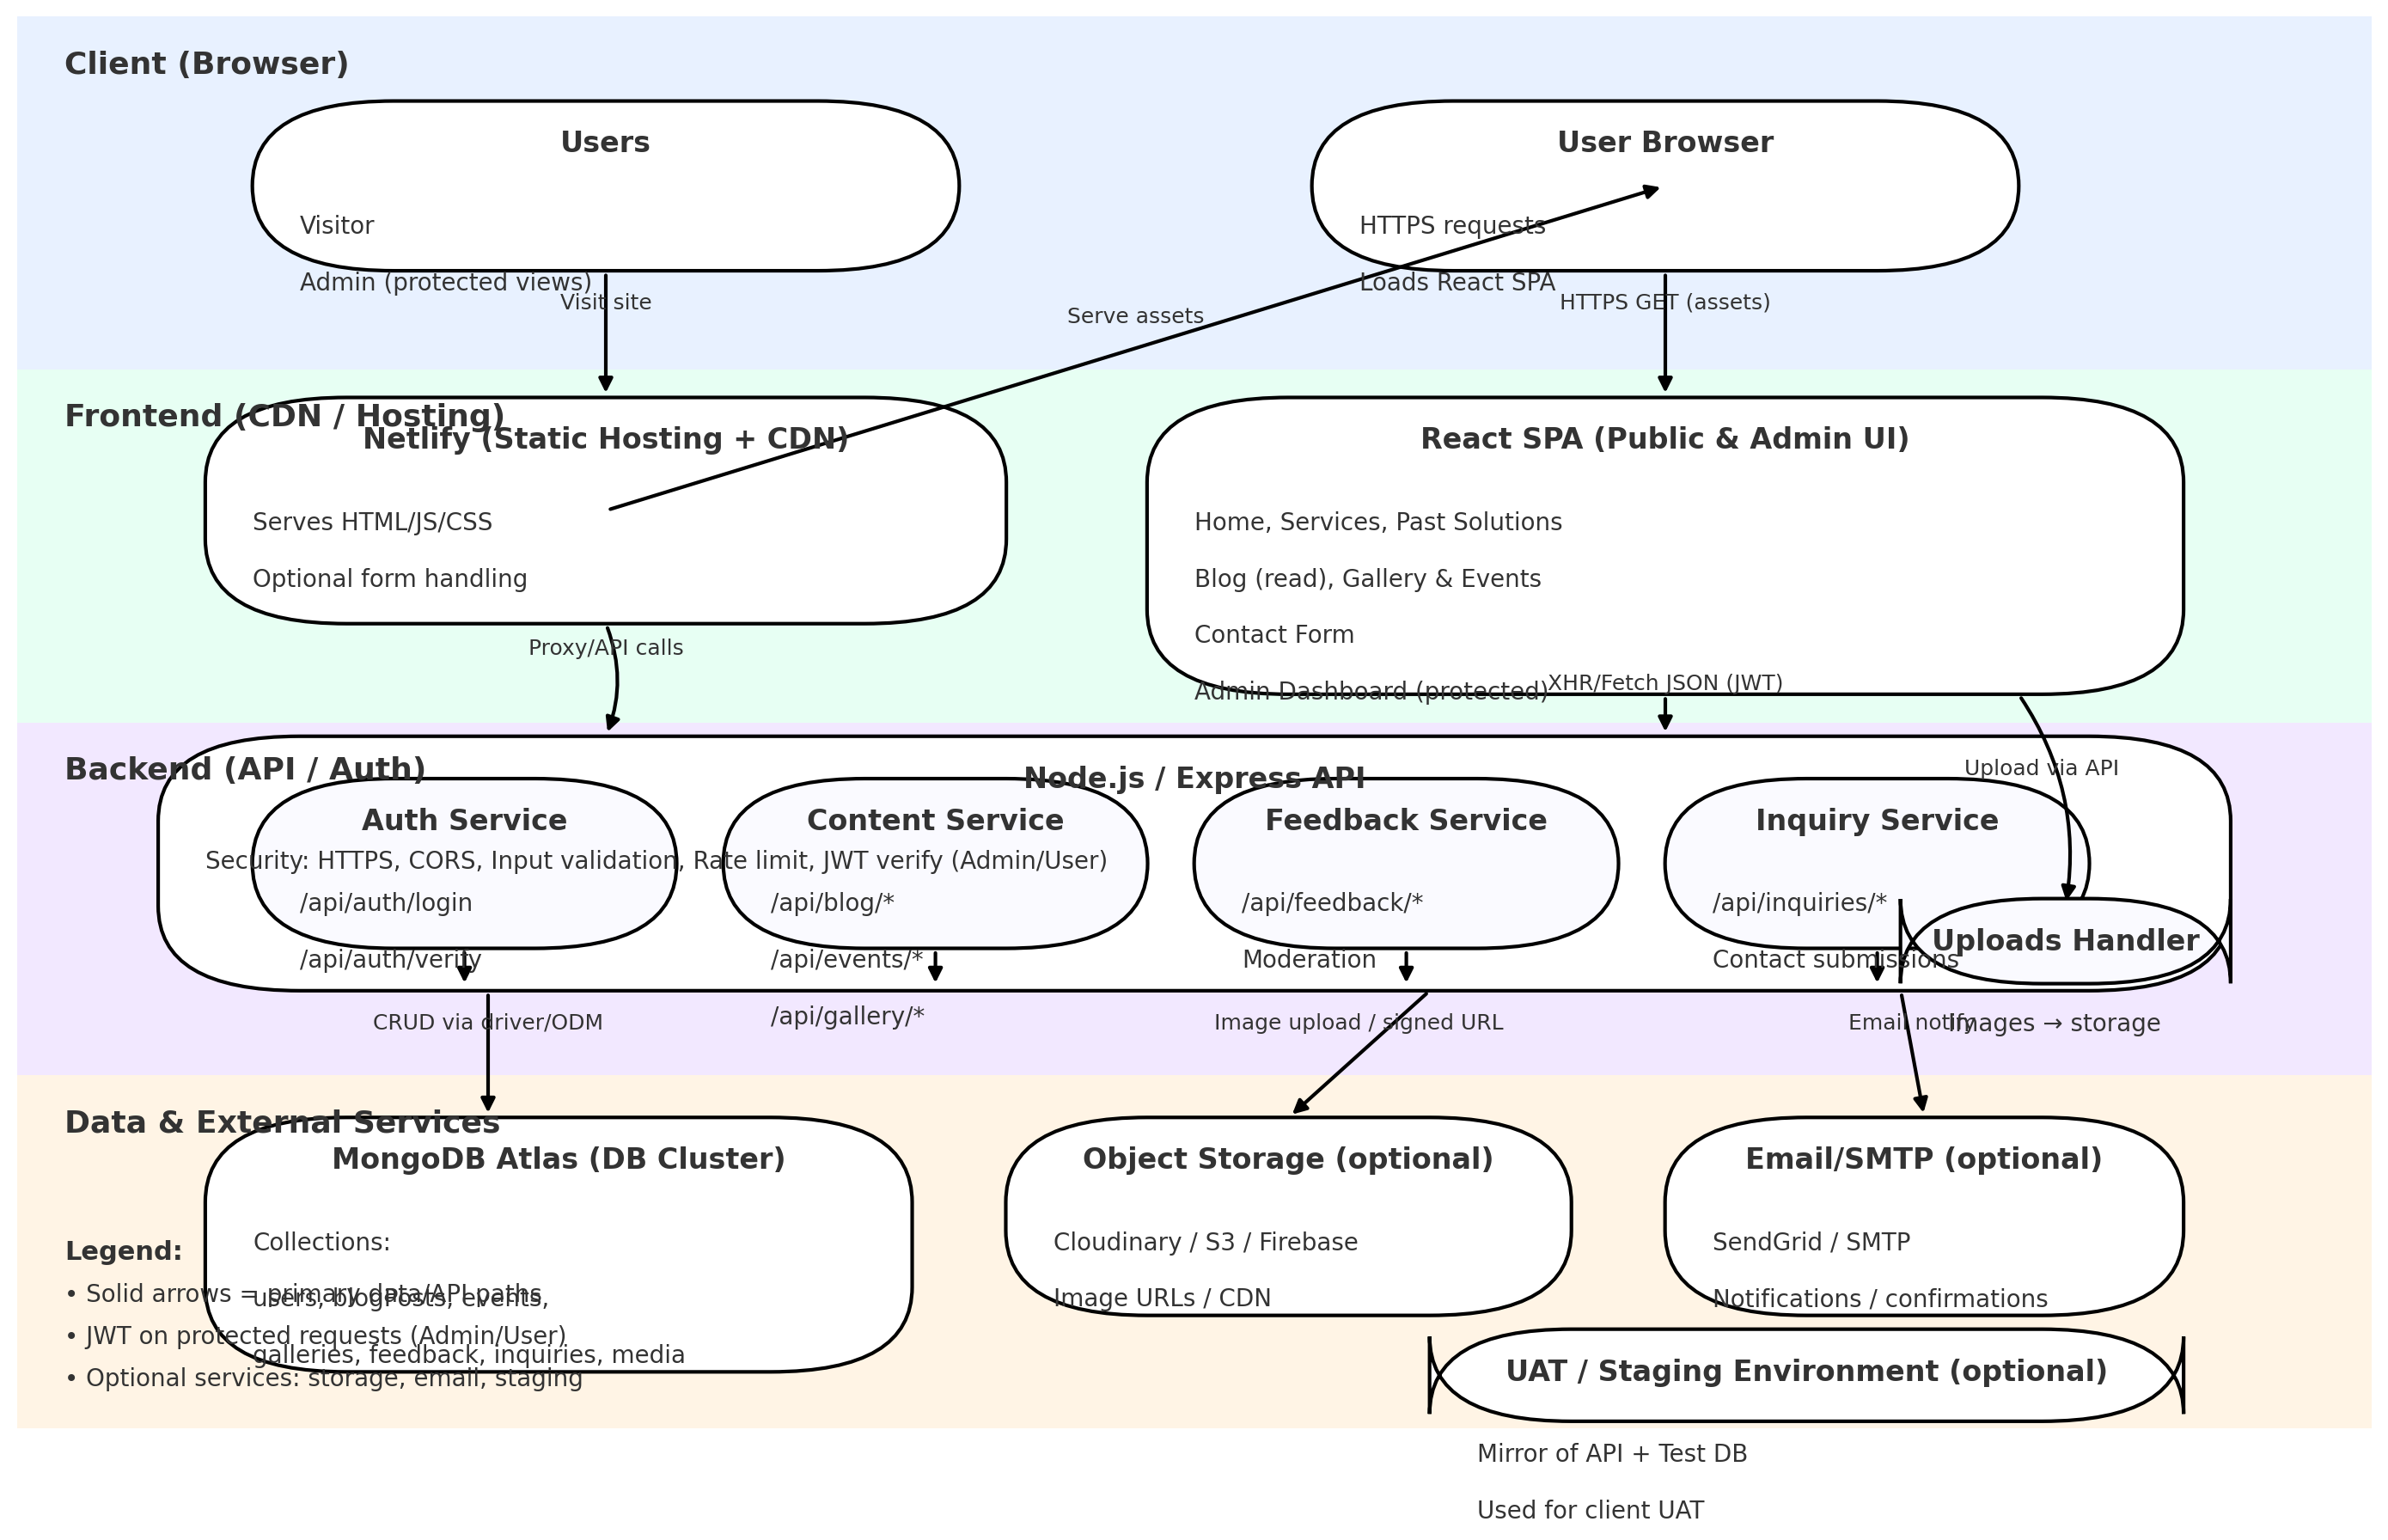 Client (Browser)
Users
Visitor
Admin (protected views)
Visit site
User Browser
HTTPS requests
Loads React SPA
HTTPS GET (assets)
Serve assets
Frontend (CDN / Hosting)
Netlify (Static Hosting + CDN)
Serves HTML/JS/CSS
Optional form handling
Proxy/API calls
React SPA (Public & Admin UI)
Home, Services, Past Solutions
Blog (read), Gallery & Events
Contact Form
Admin Dashboard (protected)
XHR/Fetch JSON (JWT)
Backend (API / Auth)
Node.js / Express API
Upload via API
Security: HTTPS, CORS, Input validation, Rate limit, JWT verify (Admin/User)
Auth Service
/api/auth/login
/api/auth/verify
Content Service
/api/blog/*
/api/events/*
/api/gallery/*
Feedback Service
/api/feedback/*
Moderation
Inquiry Service
/api/inquiries/*
Contact submissions
Uploads Handler
Images → storage
CRUD via driver/ODM
Image upload / signed URL
Email notify
Data & External Services
MongoDB Atlas (DB Cluster)
Collections:
users, blogPosts, events,
galleries, feedback, inquiries, media
Object Storage (optional)
Cloudinary / S3 / Firebase
Image URLs / CDN
Email/SMTP (optional)
SendGrid / SMTP
Notifications / confirmations
Legend:
• Solid arrows = primary data/API paths
• JWT on protected requests (Admin/User)
• Optional services: storage, email, staging
UAT / Staging Environment (optional)
Mirror of API + Test DB
Used for client UAT